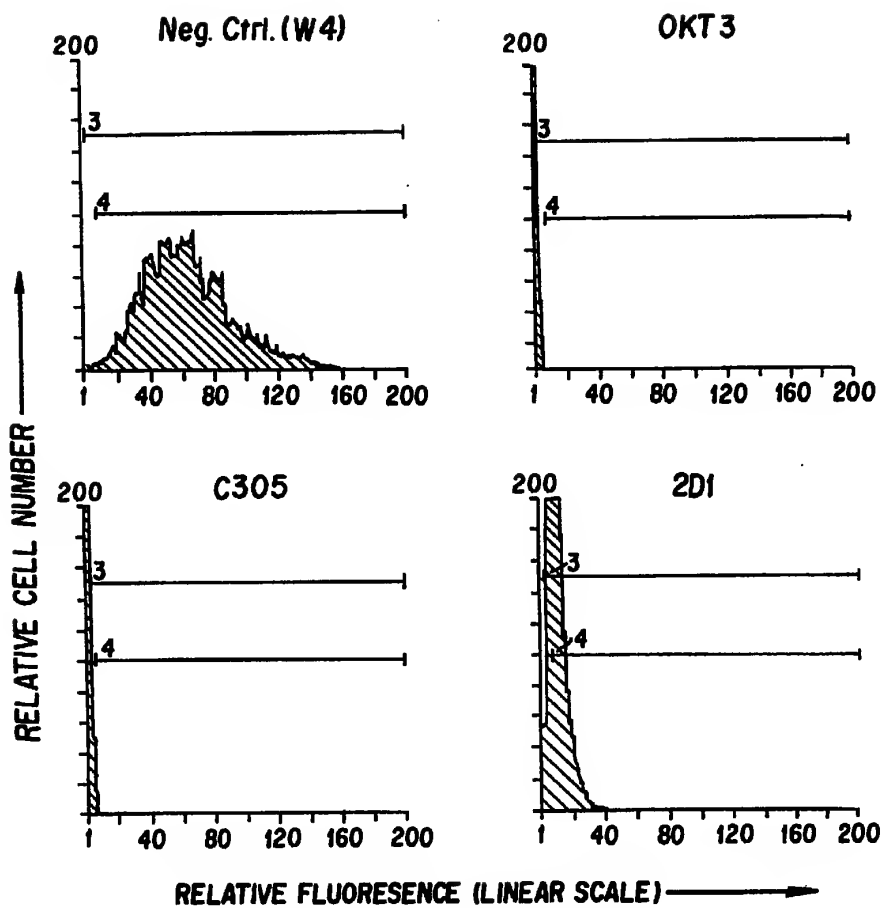 Neg. Ctrl. (W4)
200
3
4
1 40 80 120 160 200
OKT 3
200
3
4
1 40 80 120 160 200
C305
200
3
4
1 40 80 120 160 200
2D1
200
3
4
1 40 80 120 160 200
RELATIVE CELL NUMBER
RELATIVE FLUORESENCE (LINEAR SCALE)